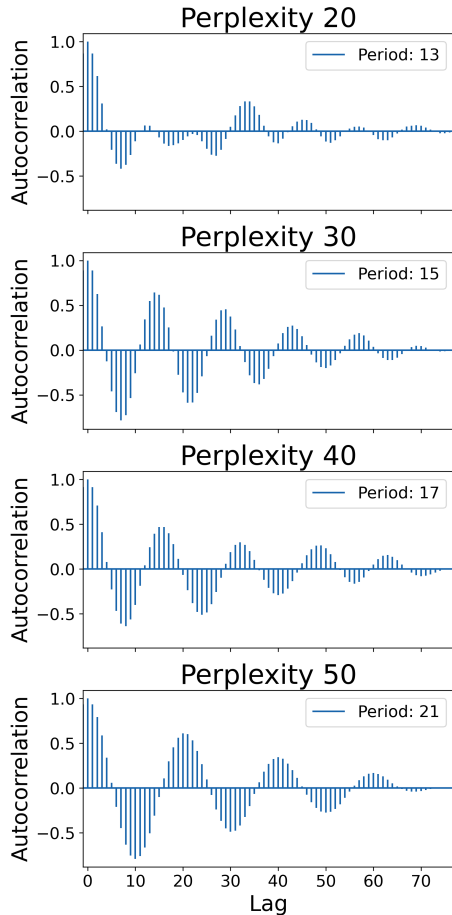 Perplexity 20
Autocorrelation
1.0
0.5
0.0
−0.5
Period: 13
Perplexity 30
Autocorrelation
1.0
0.5
0.0
−0.5
Period: 15
Perplexity 40
Autocorrelation
1.0
0.5
0.0
−0.5
Period: 17
Perplexity 50
Autocorrelation
1.0
0.5
0.0
−0.5
Period: 21
0 10 20 30 40 50 60 70
Lag